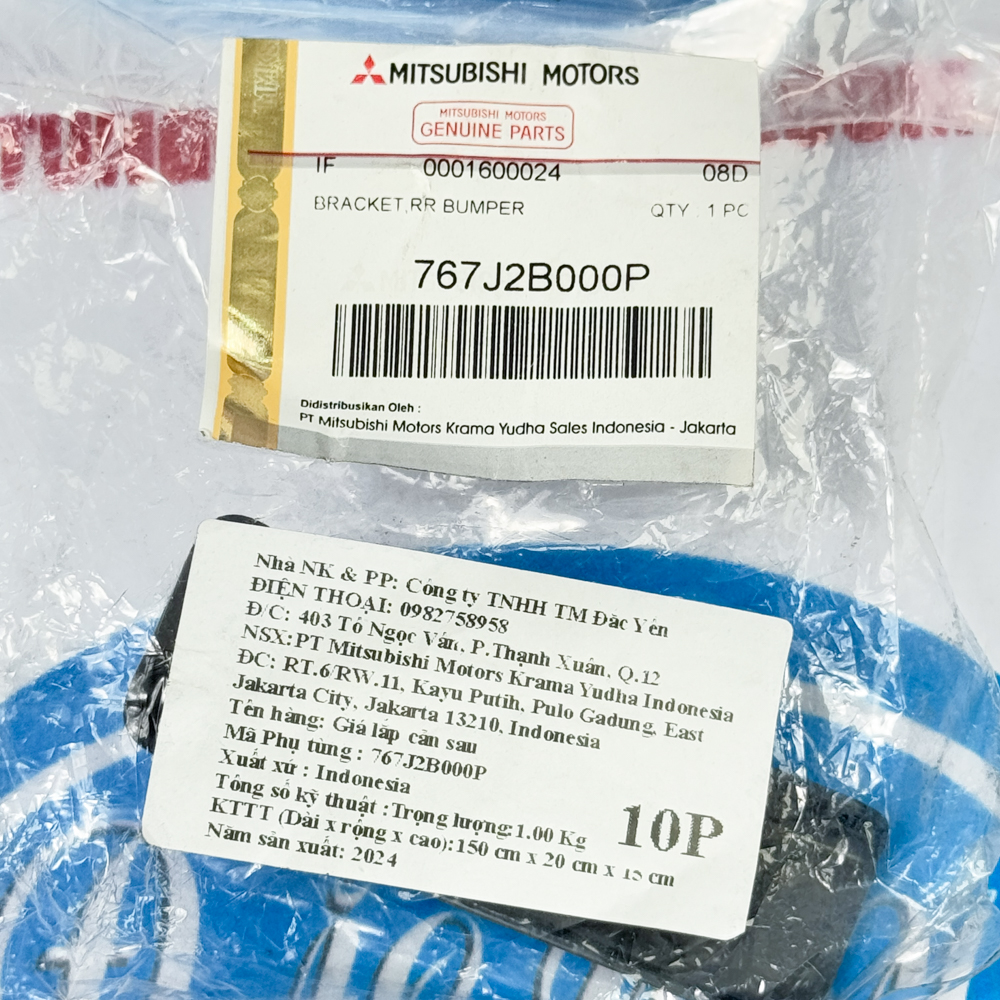 MITSUBISHI MOTORS
MITSUBISHI MOTORS
GENUINE PARTS
IF 0001600024 08D
BRACKET,RR BUMPER QTY : 1 PC
767J2B000P
Didistribusikan Oleh :
PT Mitsubishi Motors Krama Yudha Sales Indonesia - Jakarta
Nhà NK & PP: Công ty TNHH TM Đăc Yên
ĐIỆN THOẠI: 0982758958
Đ/C: 403 Tô Ngọc Vân, P.Thạnh Xuân, Q.12
NSX:PT Mitsubishi Motors Krama Yudha Indonesia
ĐC: RT.6/RW.11, Kayu Putih, Pulo Gadung, East
Jakarta City, Jakarta 13210, Indonesia
Tên hàng: Giá lắp cản sau
Mã Phụ tùng : 767J2B000P
Xuất xứ : Indonesia
Tổng số kỹ thuật :Trọng lượng:1.00 Kg
KTTT (Dài x rộng x cao):150 cm x 20 cm x 15 cm
Năm sản xuất: 2024
10P